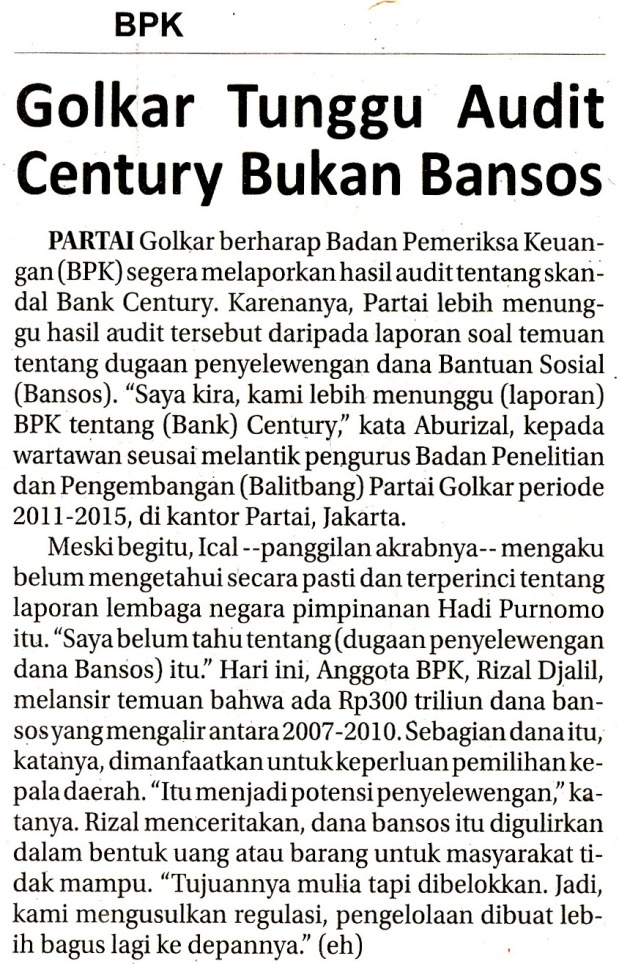 BPK
Golkar Tunggu Audit
Century Bukan Bansos
PARTAI Golkar berharap Badan Pemeriksa Keuan-
gan (BPK) segera melaporkan hasil audit tentang skan-
dal Bank Century. Karenanya, Partai lebih menung-
gu hasil audit tersebut daripada laporan soal temuan
tentang dugaan penyelewengan dana Bantuan Sosial
(Bansos). “Saya kira, kami lebih menunggu (laporan)
BPK tentang (Bank) Century,” kata Aburizal, kepada
wartawan seusai melantik pengurus Badan Penelitian
dan Pengembangan (Balitbang) Partai Golkar periode
2011-2015, di kantor Partai, Jakarta.
Meski begitu, Ical --panggilan akrabnya-- mengaku
belum mengetahui secara pasti dan terperinci tentang
laporan lembaga negara pimpinanan Hadi Purnomo
itu. “Saya belum tahu tentang (dugaan penyelewengan
dana Bansos) itu.” Hari ini, Anggota BPK, Rizal Djalil,
melansir temuan bahwa ada Rp300 triliun dana ban-
sos yang mengalir antara 2007-2010. Sebagian dana itu,
katanya, dimanfaatkan untuk keperluan pemilihan ke-
pala daerah. “Itu menjadi potensi penyelewengan,” ka-
tanya. Rizal menceritakan, dana bansos itu digulirkan
dalam bentuk uang atau barang untuk masyarakat ti-
dak mampu. “Tujuannya mulia tapi dibelokkan. Jadi,
kami mengusulkan regulasi, pengelolaan dibuat leb-
ih bagus lagi ke depannya.” (eh)